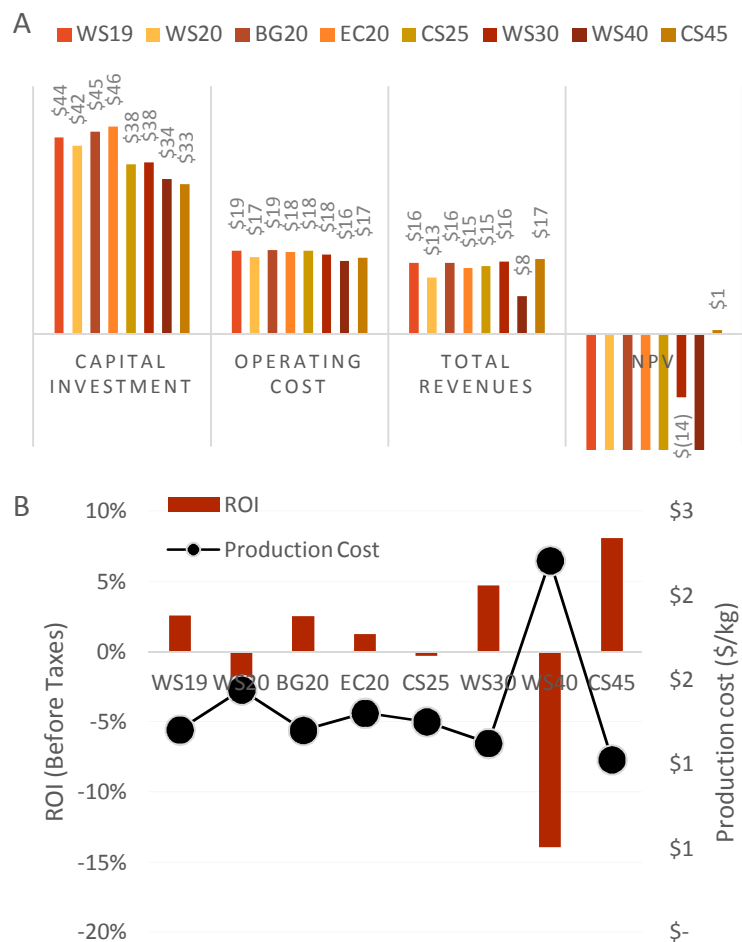 A
WS19 WS20 BG20 EC20 CS25 WS30 WS40 CS45
$44 $42 $45 $46 $38 $38 $34 $33
$19 $17 $19 $18 $18 $18 $16 $17
$16 $13 $16 $15 $15 $16 $8 $17
$(14) $1
CAPITAL INVESTMENT
OPERATING COST
TOTAL REVENUES
NPV
B
ROI
Production Cost
ROI (Before Taxes)
10%
5%
0%
-5%
-10%
-15%
-20%
WS19 WS20 BG20 EC20 CS25 WS30 WS40 CS45
$3
$2
$2
$1
$1
$-
Production cost ($/kg)